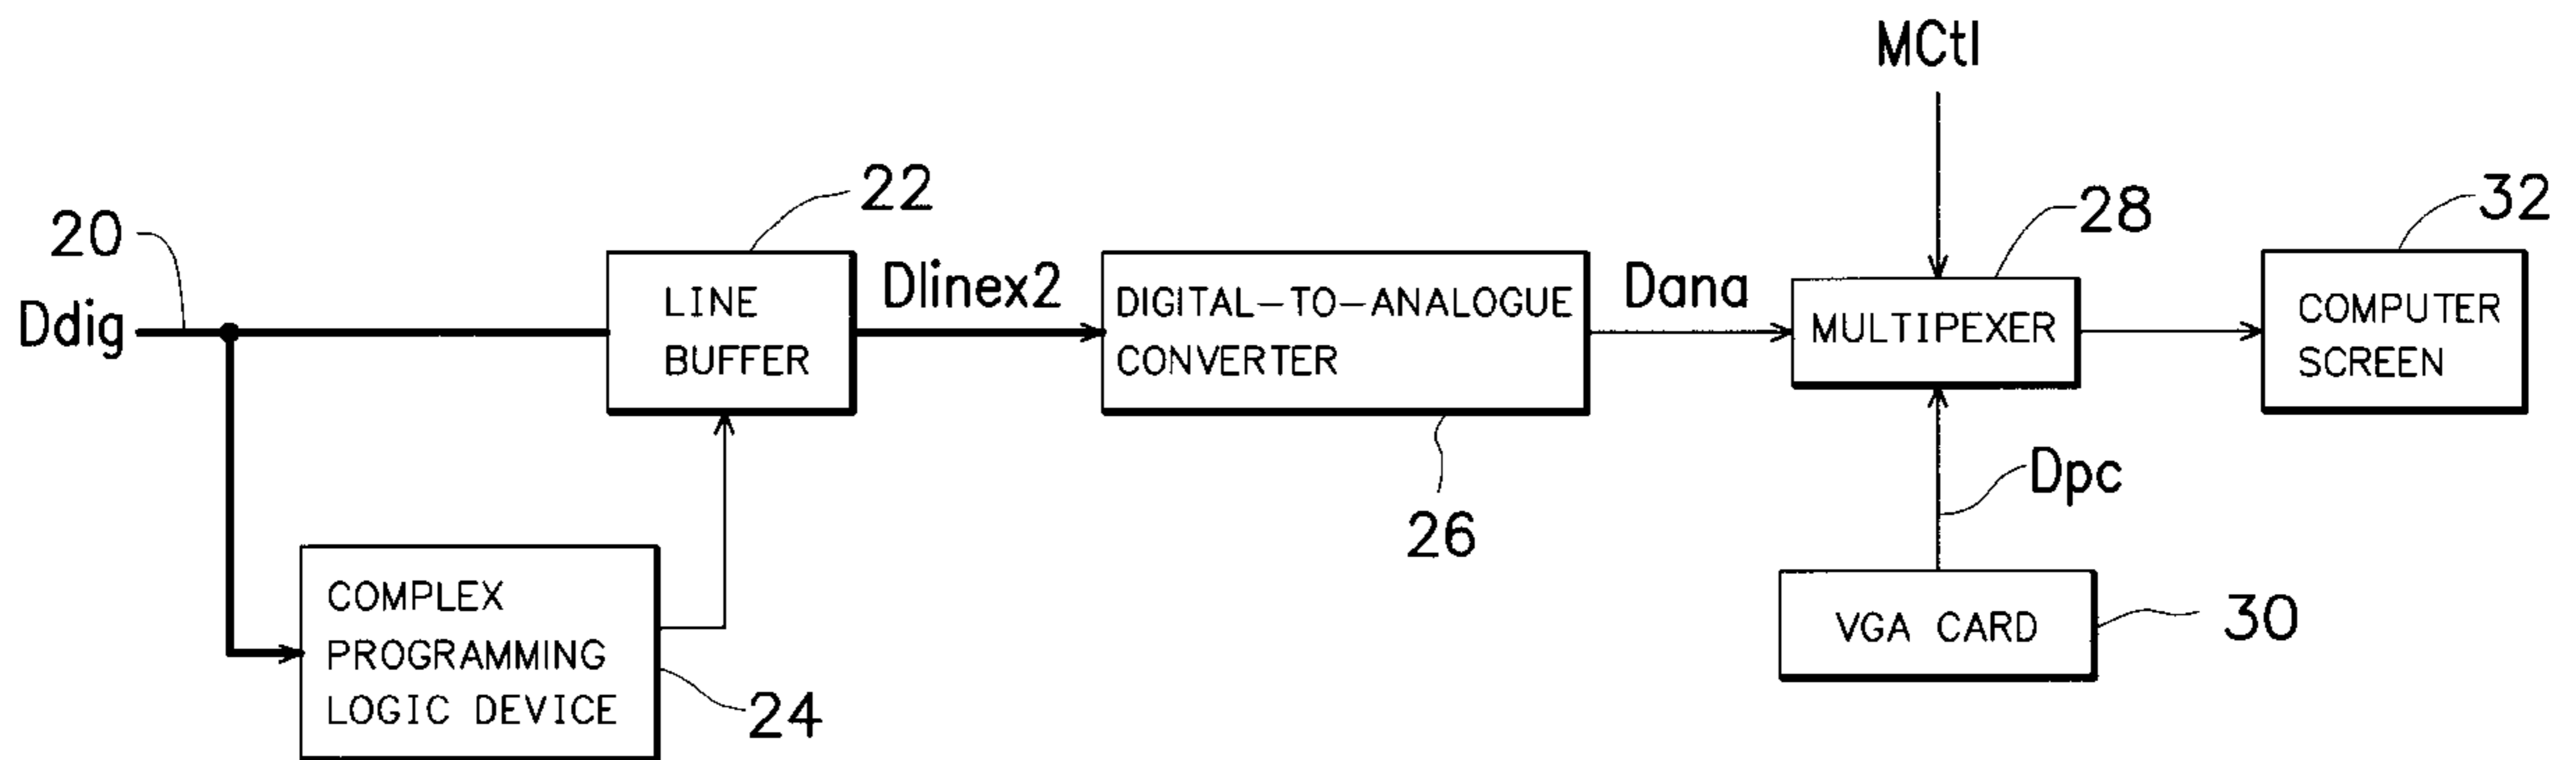 MCtl
20
22
28
32
Ddig
LINE
BUFFER
Dlinex2
DIGITAL-TO-ANALOGUE
CONVERTER
Dana
MULTIPEXER
COMPUTER
SCREEN
26
Dpc
COMPLEX
PROGRAMMING
LOGIC DEVICE
24
VGA CARD
30